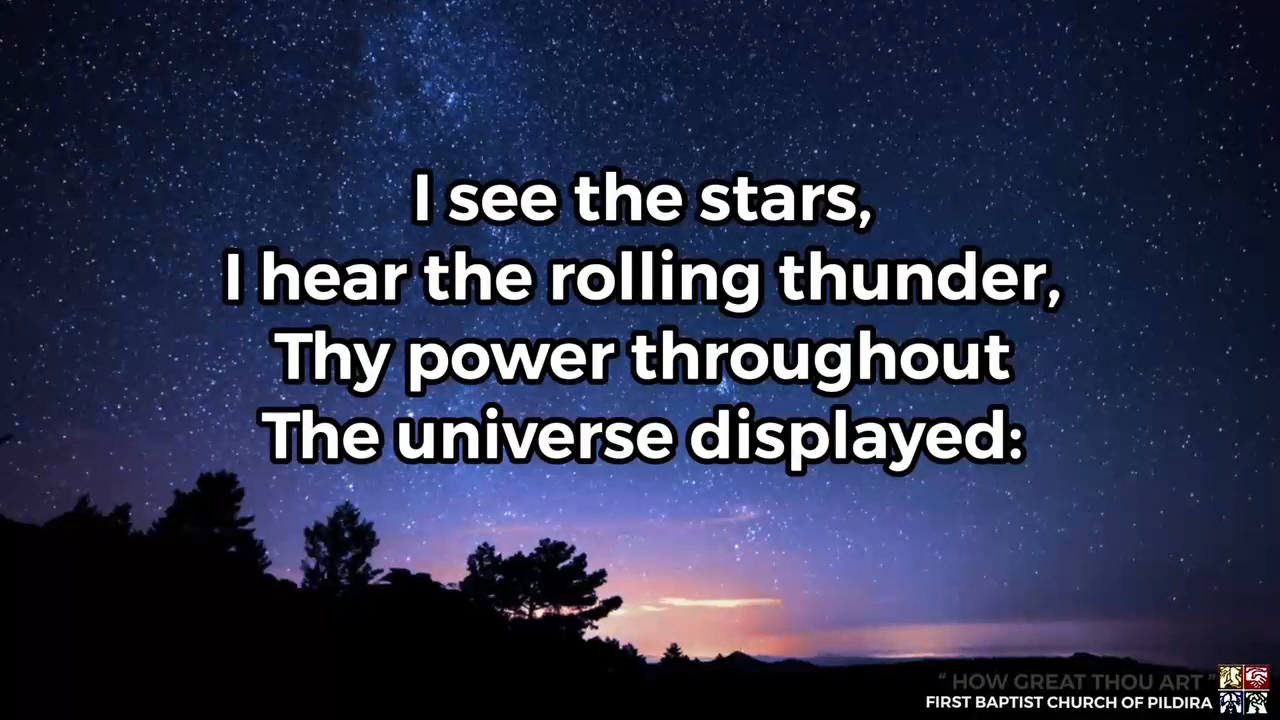 I see the stars,
I hear the rolling thunder,
Thy power throughout
The universe displayed:
“ HOW GREAT THOU ART ”
FIRST BAPTIST CHURCH OF PILDIRA